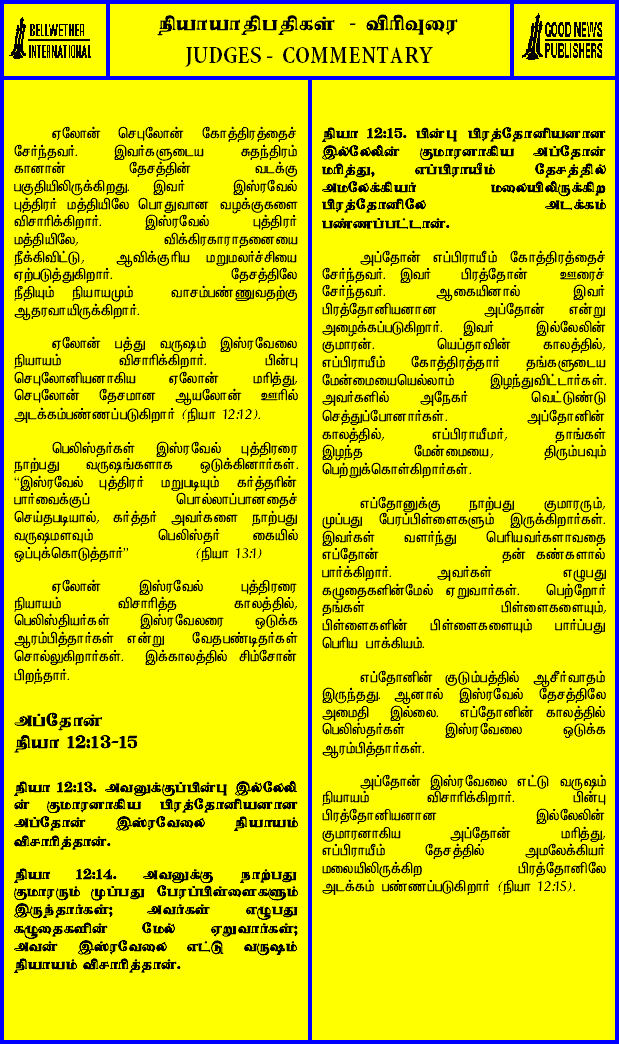 BELLWETHER
INTERNATIONAL
நியாயாதிபதிகள் - விரிவுரை
JUDGES - COMMENTARY
GOOD NEWS
PUBLISHERS
ஏலோன் செபுலோன் கோத்திரத்தைச்
சேர்ந்தவர். இவர்களுடைய சுதந்திரம்
கானான் தேசத்தின் வடக்கு
பகுதியிலிருக்கிறது. இவர் இஸ்ரவேல்
புத்திரர் மத்தியிலே பொதுவான வழக்குகளை
விசாரிக்கிறார். இஸ்ரவேல் புத்திரர்
மத்தியிலே, விக்கிரகாராதனையை
நீக்கிவிட்டு, ஆவிக்குரிய மறுமலர்ச்சியை
ஏற்படுத்துகிறார். தேசத்திலே
நீதியும் நியாயமும் வாசம்பண்ணுவதற்கு
ஆதரவாயிருக்கிறார்.
ஏலோன் பத்து வருஷம் இஸ்ரவேலை
நியாயம் விசாரிக்கிறார். பின்பு
செபுலோனியனாகிய ஏலோன் மரித்து,
செபுலோன் தேசமான ஆயலோன் ஊரில்
அடக்கம்பண்ணப்படுகிறார் (நியா 12:12).
பெலிஸ்தர்கள் இஸ்ரவேல் புத்திரரை
நாற்பது வருஷங்களாக ஒடுக்கினார்கள்.
“இஸ்ரவேல் புத்திரர் மறுபடியும் கர்த்தரின்
பார்வைக்குப் பொல்லாப்பானதைச்
செய்தபடியால், கர்த்தர் அவர்களை நாற்பது
வருஷமளவும் பெலிஸ்தர் கையில்
ஒப்புக்கொடுத்தார்” (நியா 13:1)
ஏலோன் இஸ்ரவேல் புத்திரரை
நியாயம் விசாரித்த காலத்தில்,
பெலிஸ்தியர்கள் இஸ்ரவேலரை ஒடுக்க
ஆரம்பித்தார்கள் என்று வேதபண்டிதர்கள்
சொல்லுகிறார்கள். இக்காலத்தில் சிம்சோன்
பிறந்தார்.
அப்தோன்
நியா 12:13-15
நியா 12:13. அவனுக்குப்பின்பு இல்லேலி
ன் குமாரனாகிய பிரத்தோனியனான
அப்தோன் இஸ்ரவேலை நியாயம்
விசாரித்தான்.
நியா 12:14. அவனுக்கு நாற்பது
குமாரரும் முப்பது பேரப்பிள்ளைகளும்
இருந்தார்கள்; அவர்கள் எழுபது
கழுதைகளின் மேல் ஏறுவார்கள்;
அவன் இஸ்ரவேலை எட்டு வருஷம்
நியாயம் விசாரித்தான்.
நியா 12:15. பின்பு பிரத்தோனியனான
இல்லேலின் குமாரனாகிய அப்தோன்
மரித்து, எப்பிராயீம் தேசத்தில்
அமலேக்கியர் மலையிலிருக்கிற
பிரத்தோனிலே அடக்கம்
பண்ணப்பட்டான்.
அப்தோன் எப்பிராயீம் கோத்திரத்தைச்
சேர்ந்தவர். இவர் பிரத்தோன் ஊரைச்
சேர்ந்தவர். ஆகையினால் இவர்
பிரத்தோனியனான அப்தோன் என்று
அழைக்கப்படுகிறார். இவர் இல்லேலின்
குமாரன். யெப்தாவின் காலத்தில்,
எப்பிராயீம் கோத்திரத்தார் தங்களுடைய
மேன்மையையெல்லாம் இழந்துவிட்டார்கள்.
அவர்களில் அநேகர் வெட்டுண்டு
செத்துப்போனார்கள். அப்தோனின்
காலத்தில், எப்பிராயீமர், தாங்கள்
இழந்த மேன்மையை, திரும்பவும்
பெற்றுக்கொள்கிறார்கள்.
எப்தோனுக்கு நாற்பது குமாரரும்,
முப்பது பேரப்பிள்ளைகளும் இருக்கிறார்கள்.
இவர்கள் வளர்ந்து பெரியவர்களாவதை
எப்தோன் தன் கண்களால்
பார்க்கிறார். அவர்கள் எழுபது
கழுதைகளின்மேல் ஏறுவார்கள். பெற்றோர்
தங்கள் பிள்ளைகளையும்,
பிள்ளைகளின் பிள்ளைகளையும் பார்ப்பது
பெரிய பாக்கியம்.
எப்தோனின் குடும்பத்தில் ஆசீர்வாதம்
இருந்தது. ஆனால் இஸ்ரவேல் தேசத்திலே
அமைதி இல்லை. எப்தோனின் காலத்தில்
பெலிஸ்தர்கள் இஸ்ரவேலை ஒடுக்க
ஆரம்பித்தார்கள்.
அப்தோன் இஸ்ரவேலை எட்டு வருஷம்
நியாயம் விசாரிக்கிறார். பின்பு
பிரத்தோனியனான இல்லேலின்
குமாரனாகிய அப்தோன் மரித்து,
எப்பிராயீம் தேசத்தில் அமலேக்கியர்
மலையிலிருக்கிற பிரத்தோனிலே
அடக்கம் பண்ணப்படுகிறார் (நியா 12:15).